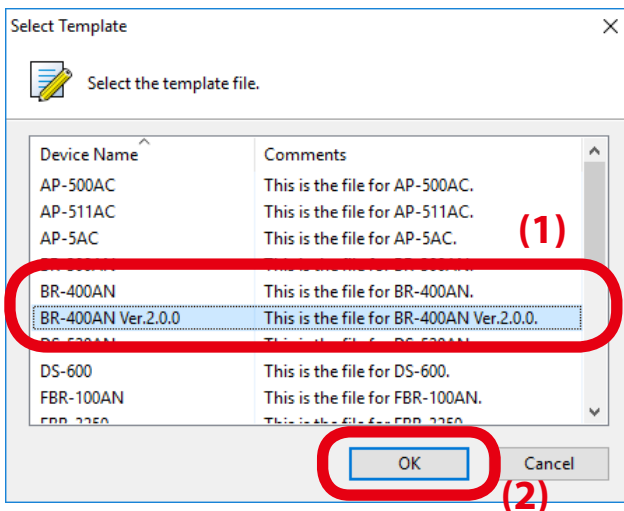 Select Template
Select the template file.
Device Name Comments
AP-500AC This is the file for AP-500AC.
AP-511AC This is the file for AP-511AC.
AP-5AC This is the file for AP-5AC.
(1)
BR-400AN This is the file for BR-400AN.
BR-400AN Ver.2.0.0 This is the file for BR-400AN Ver.2.0.0.
DS-600 This is the file for DS-600.
FBR-100AN This is the file for FBR-100AN.
OK Cancel
(2)